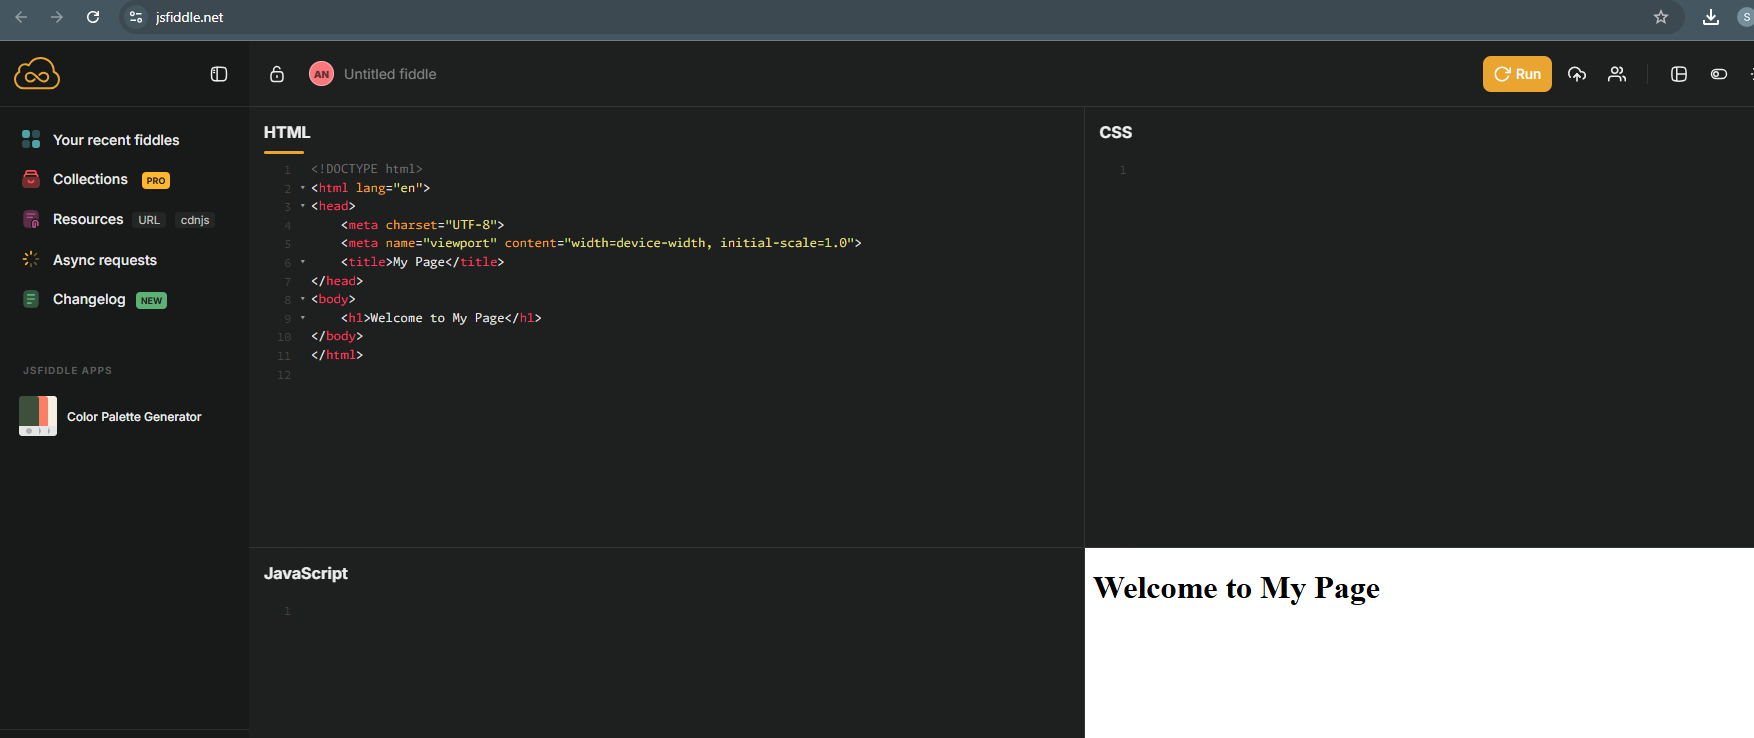 jsfiddle.net
S
AN Untitled fiddle
Run
Your recent fiddles
Collections PRO
Resources URL cdnjs
Async requests
Changelog NEW
JSFIDDLE APPS
Color Palette Generator
HTML
1 <!DOCTYPE html>
2 <html lang="en">
3 <head>
4 <meta charset="UTF-8">
5 <meta name="viewport" content="width=device-width, initial-scale=1.0">
6 <title>My Page</title>
7 </head>
8 <body>
9 <h1>Welcome to My Page</h1>
10 </body>
11 </html>
12
CSS
1
JavaScript
1
Welcome to My Page